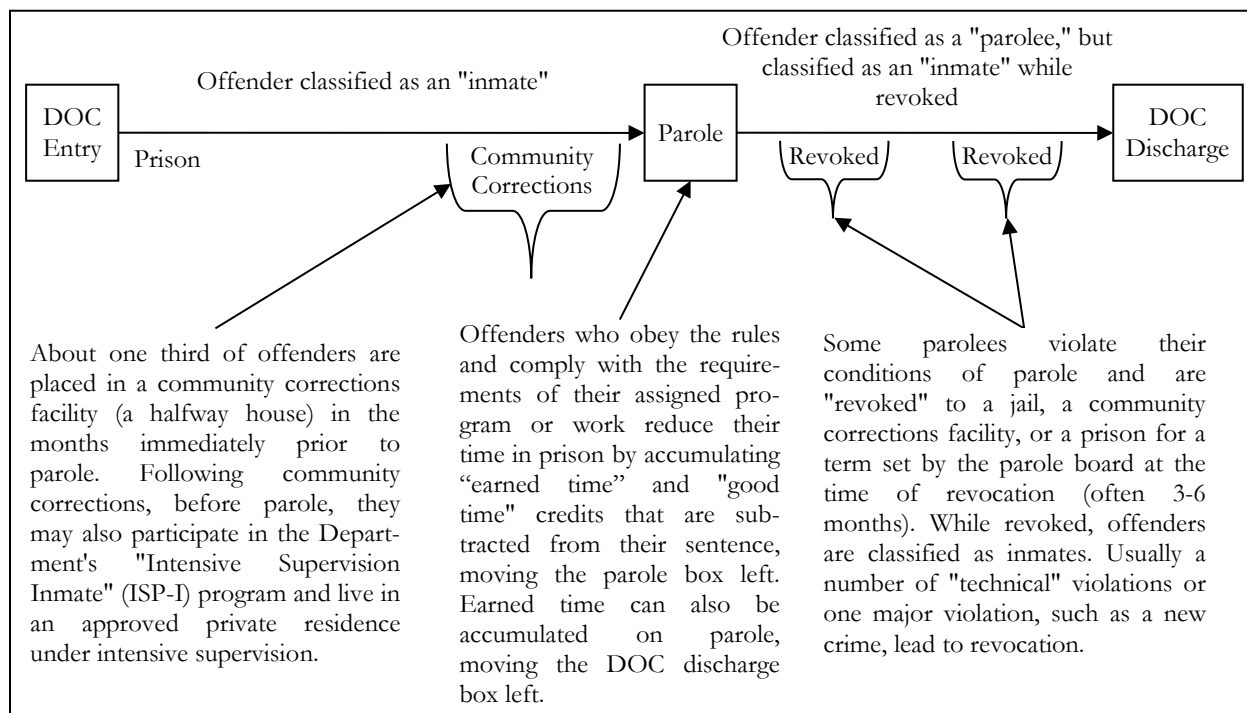 Offender classified as an "inmate"
Offender classified as a "parolee," but
classified as an "inmate" while
revoked
DOC
Entry
Prison
Community
Corrections
Parole
Revoked
Revoked
DOC
Discharge
About one third of offenders are
placed in a community corrections
facility (a halfway house) in the
months immediately prior to
parole. Following community
corrections, before parole, they
may also participate in the Depart-
ment's "Intensive Supervision
Inmate" (ISP-I) program and live in
an approved private residence
under intensive supervision.
Offenders who obey the rules
and comply with the require-
ments of their assigned pro-
gram or work reduce their
time in prison by accumulating
“earned time” and "good
time" credits that are sub-
tracted from their sentence,
moving the parole box left.
Earned time can also be
accumulated on parole,
moving the DOC discharge
box left.
Some parolees violate their
conditions of parole and are
"revoked" to a jail, a community
corrections facility, or a prison for a
term set by the parole board at the
time of revocation (often 3-6
months). While revoked, offenders
are classified as inmates. Usually a
number of "technical" violations or
one major violation, such as a new
crime, lead to revocation.